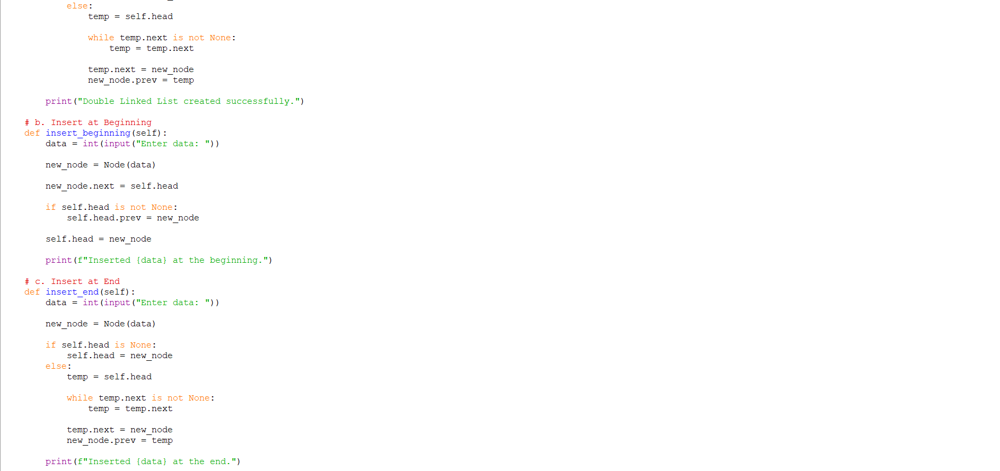 else:
temp = self.head
while temp.next is not None:
temp = temp.next
temp.next = new_node
new_node.prev = temp
print("Double Linked List created successfully.")
# b. Insert at Beginning
def insert_beginning(self):
data = int(input("Enter data: "))
new_node = Node(data)
new_node.next = self.head
if self.head is not None:
self.head.prev = new_node
self.head = new_node
print(f"Inserted {data} at the beginning.")
# c. Insert at End
def insert_end(self):
data = int(input("Enter data: "))
new_node = Node(data)
if self.head is None:
self.head = new_node
else:
temp = self.head
while temp.next is not None:
temp = temp.next
temp.next = new_node
new_node.prev = temp
print(f"Inserted {data} at the end.")